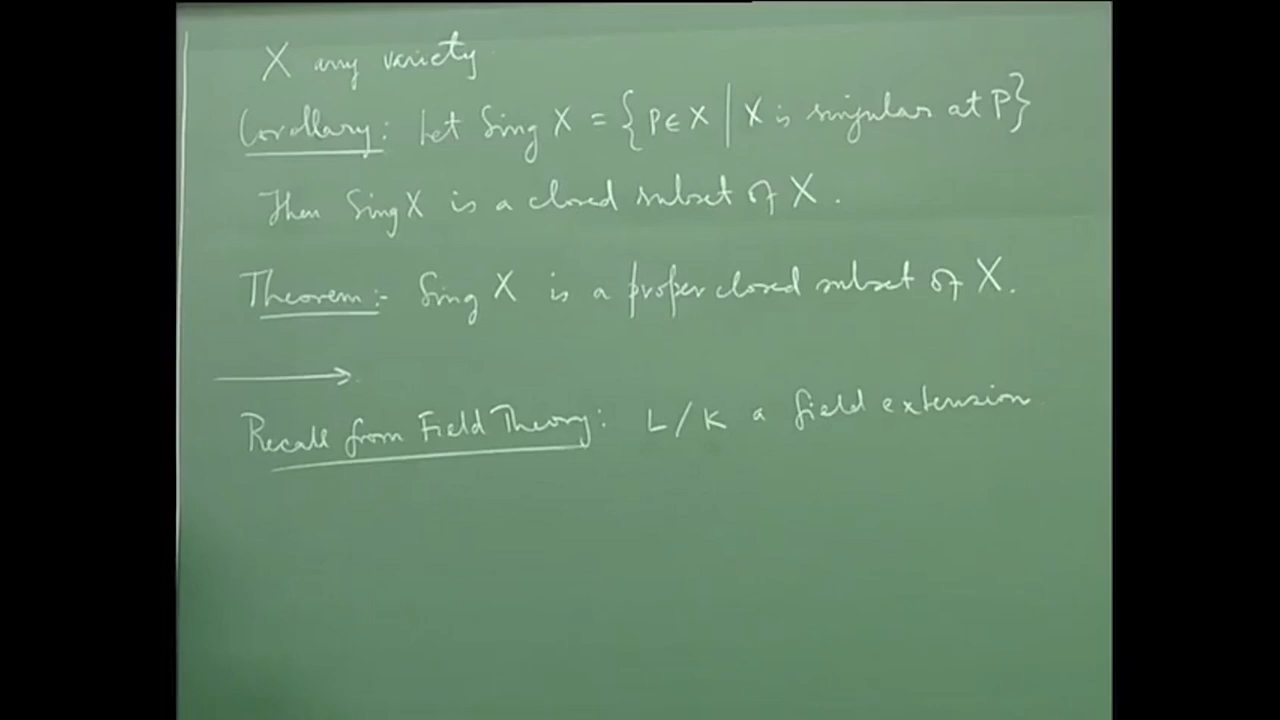 X any variety.
Corollary: Let Sing X = {P∈X | X is singular at P}
Then Sing X is a closed subset of X.
Theorem:- Sing X is a proper closed subset of X.
⟶
Recall from Field Theory: L/K a field extension